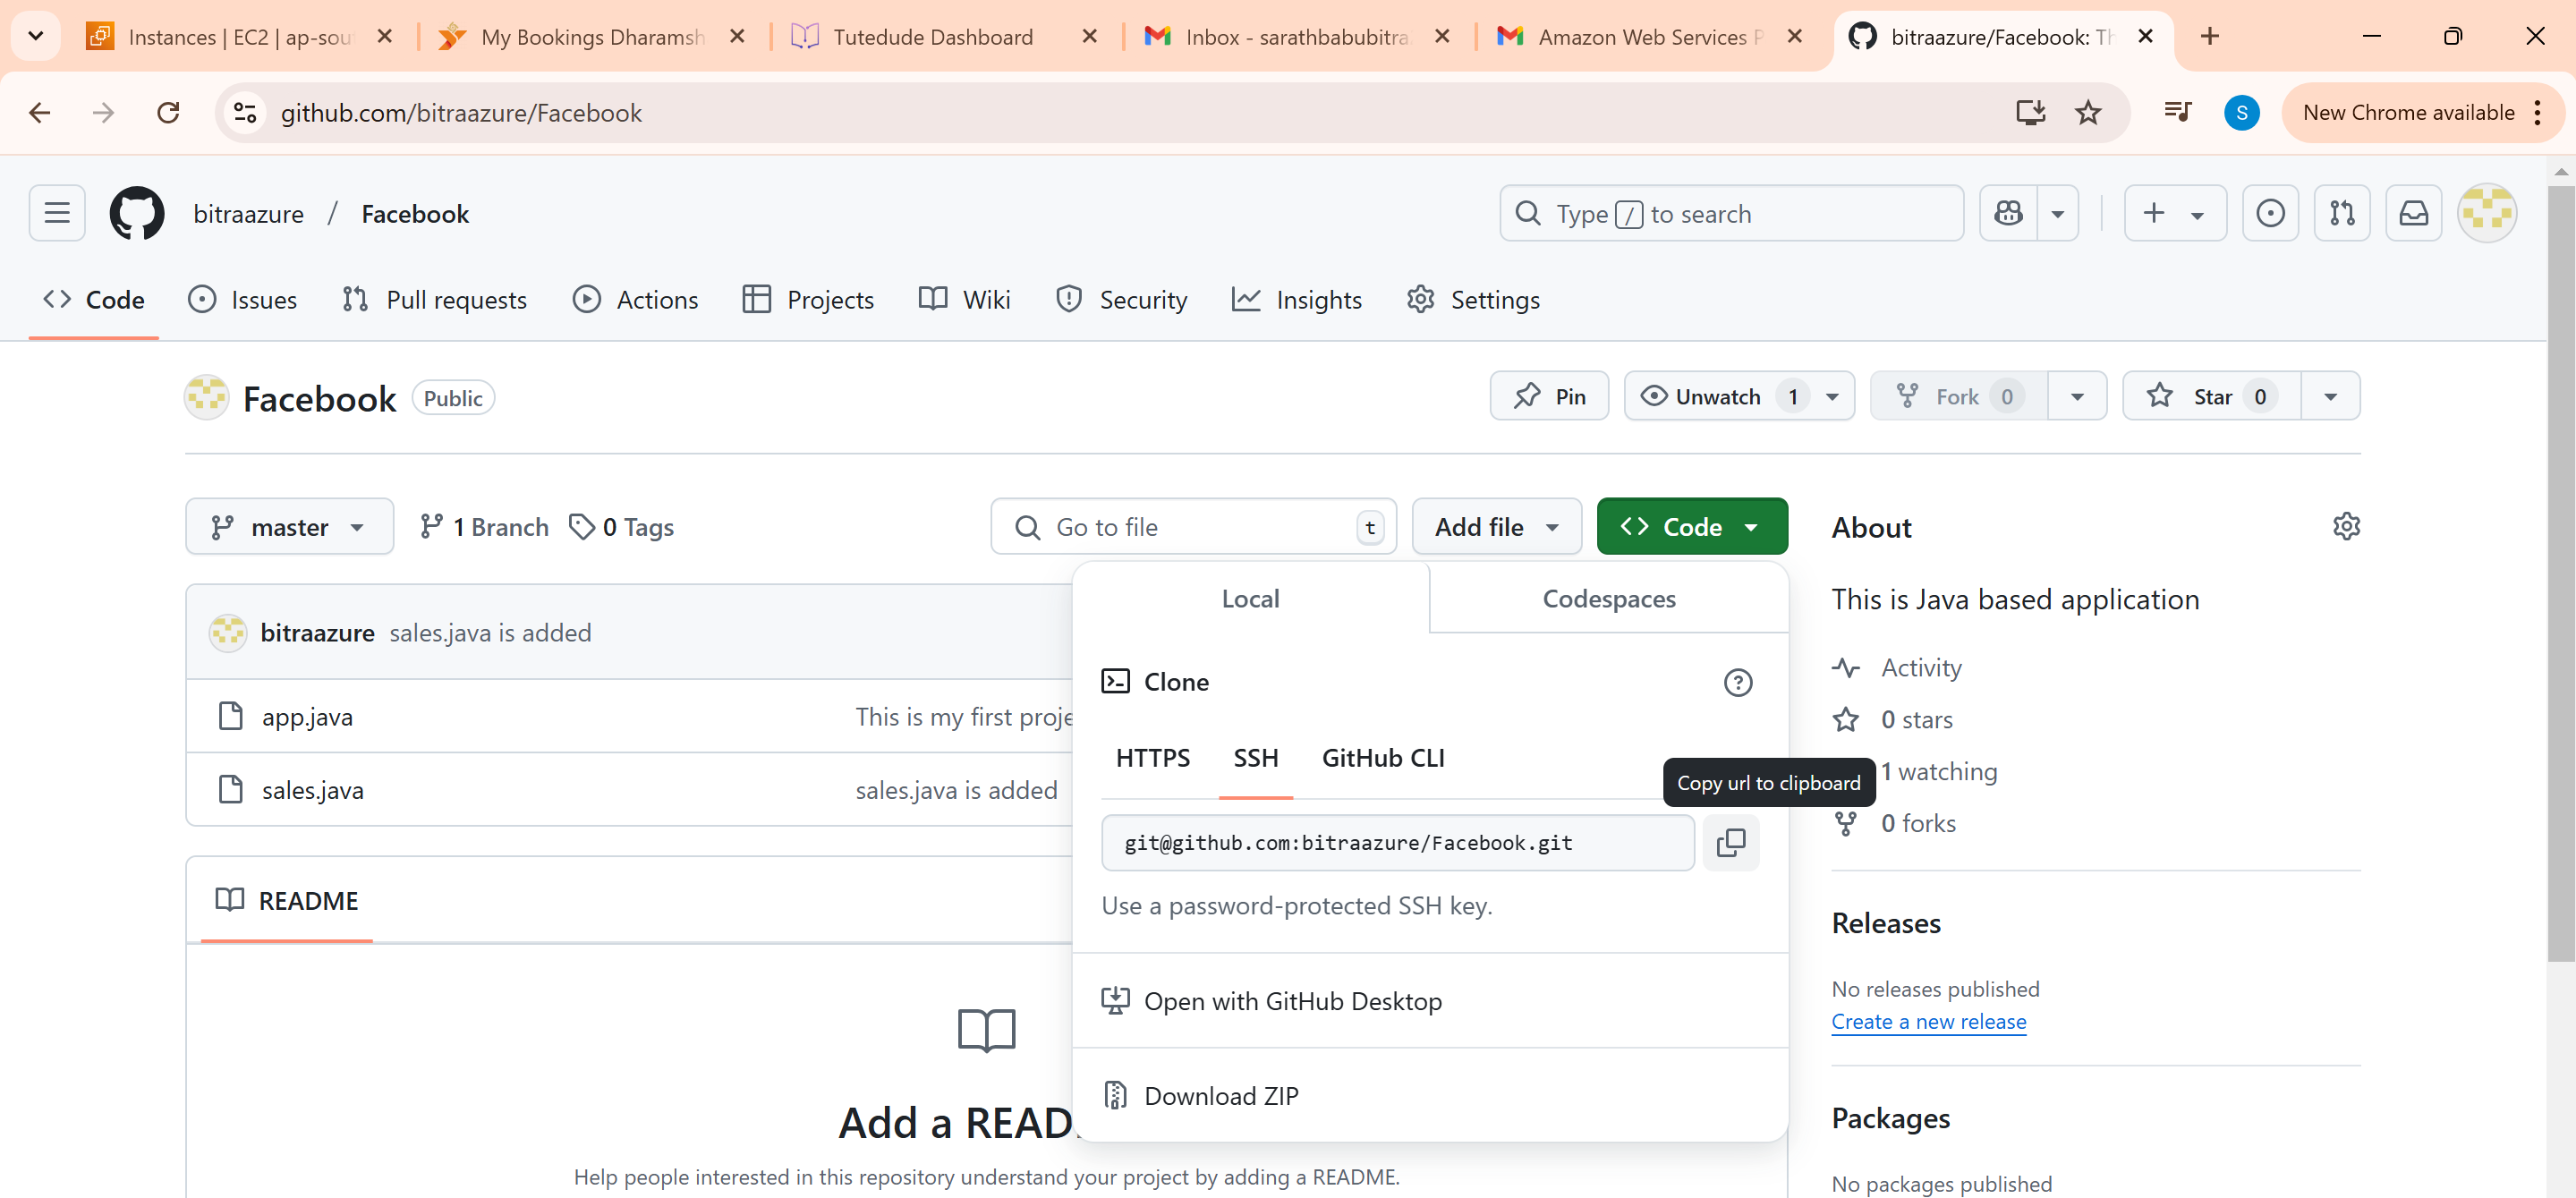 Instances | EC2 | ap-sou
My Bookings Dharamsh
Tutedude Dashboard
Inbox - sarathbabubitra
Amazon Web Services P
bitraazure/Facebook: Th
github.com/bitraazure/Facebook
S
New Chrome available
bitraazure / Facebook
Type / to search
Code
Issues
Pull requests
Actions
Projects
Wiki
Security
Insights
Settings
Facebook Public
Pin
Unwatch 1
Fork 0
Star 0
master
1 Branch
0 Tags
Go to file t
Add file
Code
bitraazure sales.java is added
app.java This is my first proje
sales.java sales.java is added
README
Add a READ
Help people interested in this repository understand your project by adding a README.
Local
Codespaces
Clone
HTTPS
SSH
GitHub CLI
Copy url to clipboard
git@github.com:bitraazure/Facebook.git
Use a password-protected SSH key.
Open with GitHub Desktop
Download ZIP
About
This is Java based application
Activity
0 stars
1 watching
0 forks
Releases
No releases published
Create a new release
Packages
No packages published